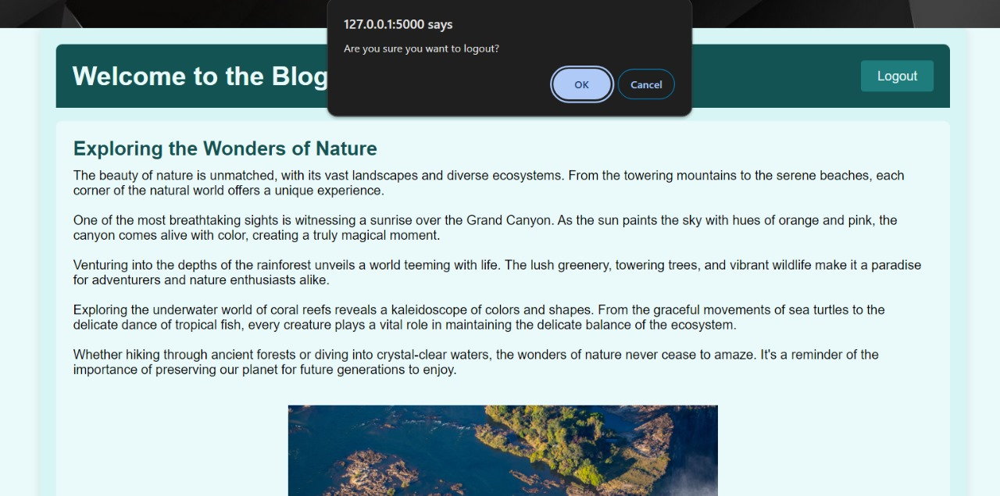 127.0.0.1:5000 says
Are you sure you want to logout?
OK
Cancel
Welcome to the Blog
Logout
Exploring the Wonders of Nature
The beauty of nature is unmatched, with its vast landscapes and diverse ecosystems. From the towering mountains to the serene beaches, each
corner of the natural world offers a unique experience.
One of the most breathtaking sights is witnessing a sunrise over the Grand Canyon. As the sun paints the sky with hues of orange and pink, the
canyon comes alive with color, creating a truly magical moment.
Venturing into the depths of the rainforest unveils a world teeming with life. The lush greenery, towering trees, and vibrant wildlife make it a paradise
for adventurers and nature enthusiasts alike.
Exploring the underwater world of coral reefs reveals a kaleidoscope of colors and shapes. From the graceful movements of sea turtles to the
delicate dance of tropical fish, every creature plays a vital role in maintaining the delicate balance of the ecosystem.
Whether hiking through ancient forests or diving into crystal-clear waters, the wonders of nature never cease to amaze. It's a reminder of the
importance of preserving our planet for future generations to enjoy.